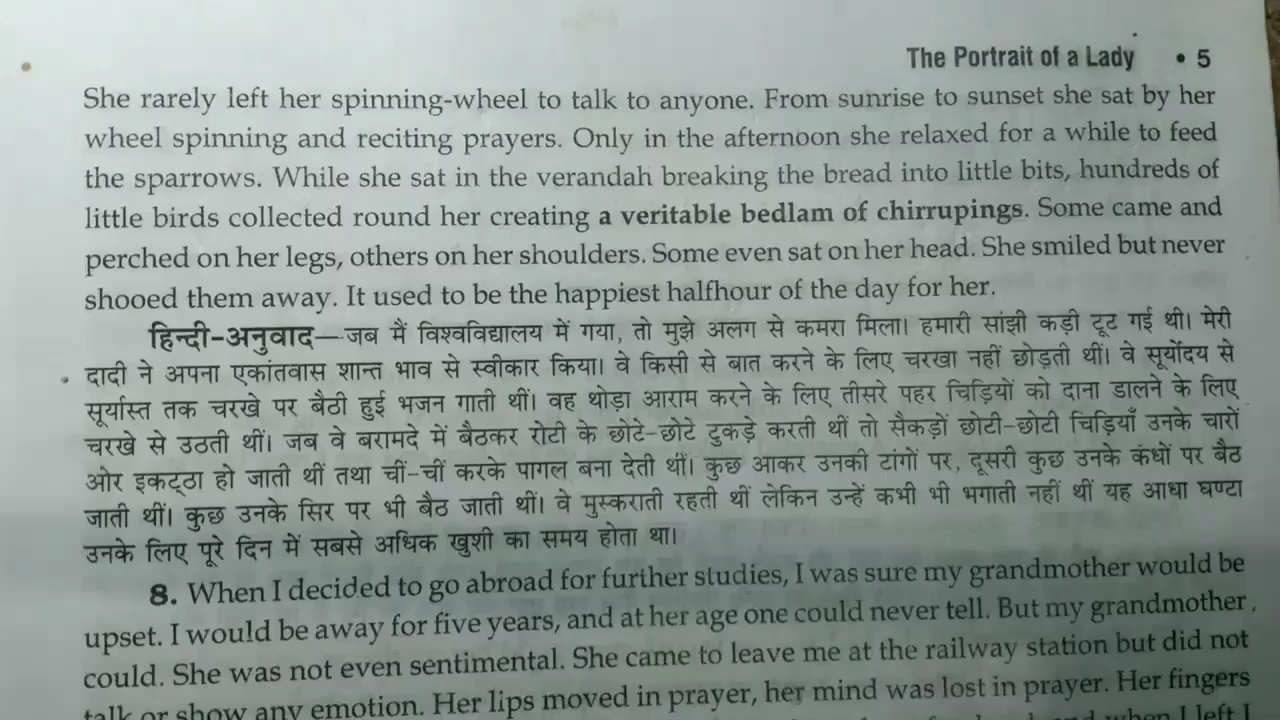 The Portrait of a Lady • 5
She rarely left her spinning-wheel to talk to anyone. From sunrise to sunset she sat by her
wheel spinning and reciting prayers. Only in the afternoon she relaxed for a while to feed
the sparrows. While she sat in the verandah breaking the bread into little bits, hundreds of
little birds collected round her creating a veritable bedlam of chirrupings. Some came and
perched on her legs, others on her shoulders. Some even sat on her head. She smiled but never
shooed them away. It used to be the happiest halfhour of the day for her.
हिन्दी-अनुवाद—जब मैं विश्वविद्यालय में गया, तो मुझे अलग से कमरा मिला। हमारी सांझी कड़ी टूट गई थी। मेरी
दादी ने अपना एकांतवास शान्त भाव से स्वीकार किया। वे किसी से बात करने के लिए चरखा नहीं छोड़ती थीं। वे सूर्योदय से
सूर्यास्त तक चरखे पर बैठी हुई भजन गाती थीं। वह थोड़ा आराम करने के लिए तीसरे पहर चिड़ियों को दाना डालने के लिए
चरखे से उठती थीं। जब वे बरामदे में बैठकर रोटी के छोटे-छोटे टुकड़े करती थीं तो सैकड़ों छोटी-छोटी चिड़ियाँ उनके चारों
ओर इकट्ठा हो जाती थीं तथा चीं-चीं करके पागल बना देती थीं। कुछ आकर उनकी टांगों पर, दूसरी कुछ उनके कंधों पर बैठ
जाती थीं। कुछ उनके सिर पर भी बैठ जाती थीं। वे मुस्कराती रहती थीं लेकिन उन्हें कभी भी भगाती नहीं थीं यह आधा घण्टा
उनके लिए पूरे दिन में सबसे अधिक खुशी का समय होता था।
8. When I decided to go abroad for further studies, I was sure my grandmother would be
upset. I would be away for five years, and at her age one could never tell. But my grandmother
could. She was not even sentimental. She came to leave me at the railway station but did not
talk or show any emotion. Her lips moved in prayer, her mind was lost in prayer. Her fingers
when I left I